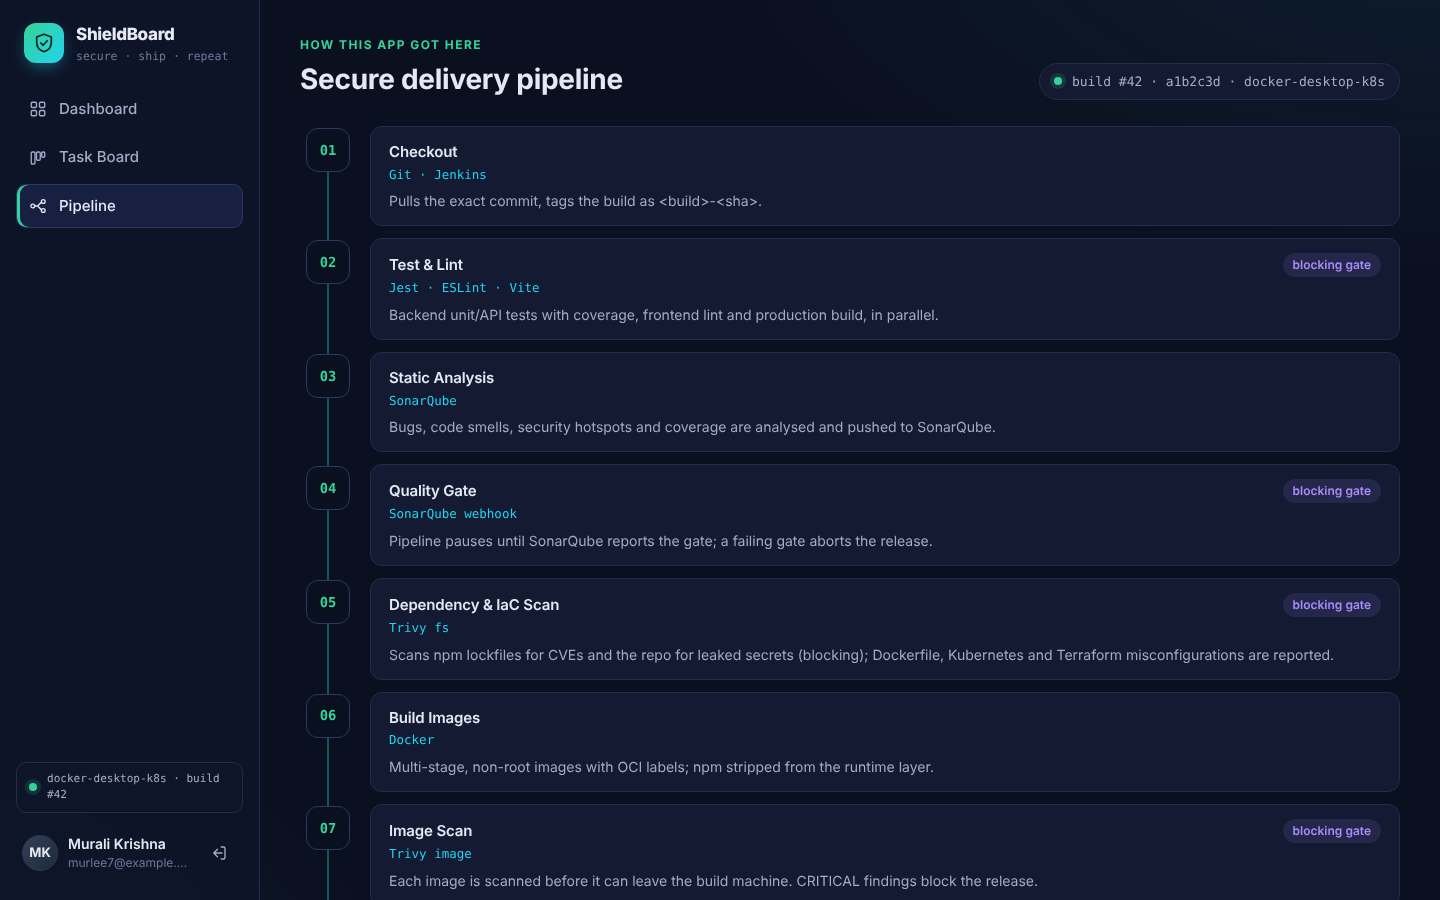 ShieldBoard
secure · ship · repeat
Dashboard
Task Board
Pipeline
docker-desktop-k8s · build
#42
MK
Murali Krishna
murlee7@example....
HOW THIS APP GOT HERE
Secure delivery pipeline
build #42 · a1b2c3d · docker-desktop-k8s
01
Checkout
Git · Jenkins
Pulls the exact commit, tags the build as <build>-<sha>.
02
Test & Lint
blocking gate
Jest · ESLint · Vite
Backend unit/API tests with coverage, frontend lint and production build, in parallel.
03
Static Analysis
SonarQube
Bugs, code smells, security hotspots and coverage are analysed and pushed to SonarQube.
04
Quality Gate
blocking gate
SonarQube webhook
Pipeline pauses until SonarQube reports the gate; a failing gate aborts the release.
05
Dependency & IaC Scan
blocking gate
Trivy fs
Scans npm lockfiles for CVEs and the repo for leaked secrets (blocking); Dockerfile, Kubernetes and Terraform misconfigurations are reported.
06
Build Images
Docker
Multi-stage, non-root images with OCI labels; npm stripped from the runtime layer.
07
Image Scan
blocking gate
Trivy image
Each image is scanned before it can leave the build machine. CRITICAL findings block the release.